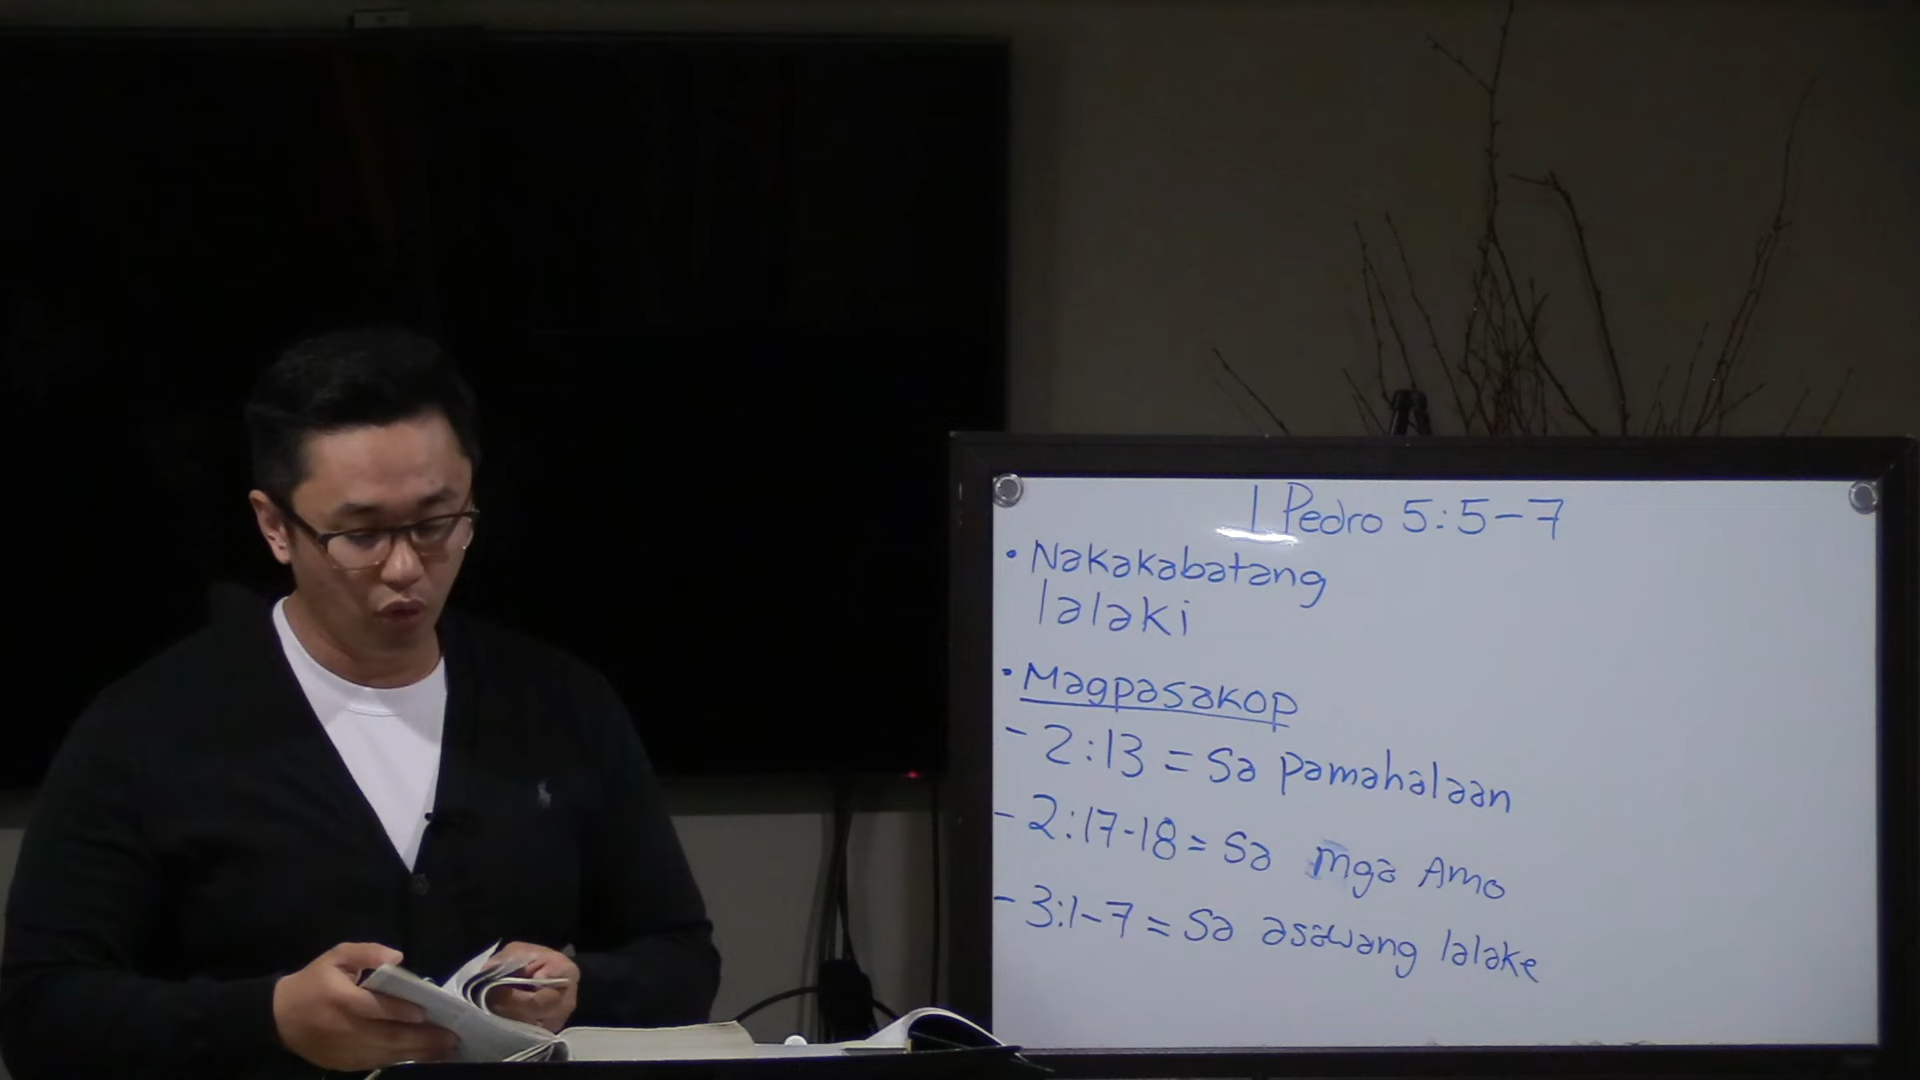 1 Pedro 5:5-7
• Nakakabatang
lalaki
• Magpasakop
- 2:13 = Sa pamahalaan
- 2:17-18 = Sa mga Amo
- 3:1-7 = Sa asawang lalake